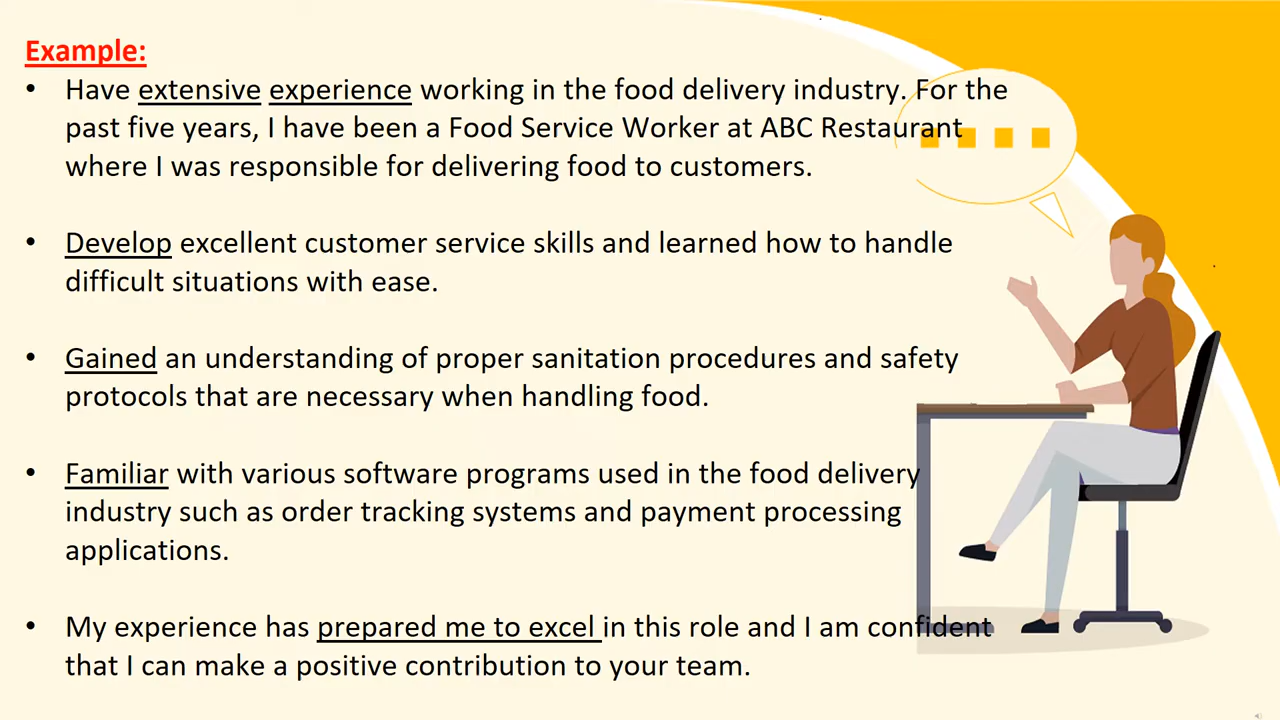 Example:
• Have extensive experience working in the food delivery industry. For the
past five years, I have been a Food Service Worker at ABC Restaurant
where I was responsible for delivering food to customers.
• Develop excellent customer service skills and learned how to handle
difficult situations with ease.
• Gained an understanding of proper sanitation procedures and safety
protocols that are necessary when handling food.
• Familiar with various software programs used in the food delivery
industry such as order tracking systems and payment processing
applications.
• My experience has prepared me to excel in this role and I am confident
that I can make a positive contribution to your team.